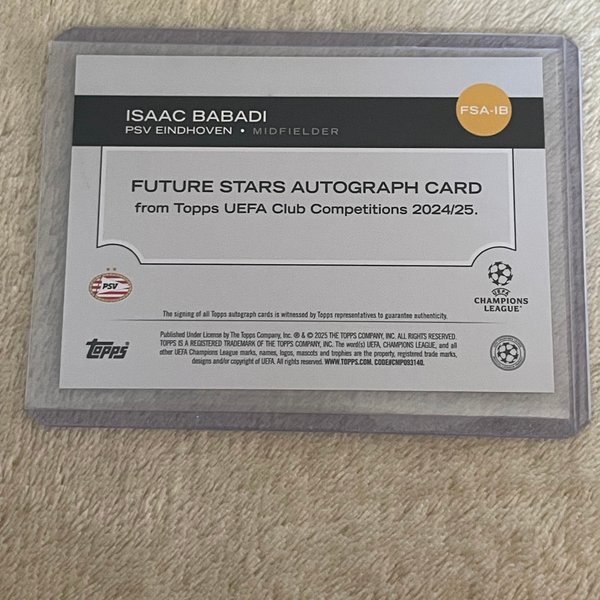 FSA-IB
ISAAC BABADI
PSV EINDHOVEN • MIDFIELDER
FUTURE STARS AUTOGRAPH CARD
from Topps UEFA Club Competitions 2024/25.
PSV
UEFA
CHAMPIONS
LEAGUE®
The signing of all Topps autograph cards is witnessed by Topps representatives to guarantee authenticity.
topps®
Published Under License by The Topps Company, Inc. ® & © 2025 THE TOPPS COMPANY, INC. ALL RIGHTS RESERVED.
TOPPS IS A REGISTERED TRADEMARK OF THE TOPPS COMPANY, INC. The word(s) UEFA, CHAMPIONS LEAGUE, and all
other UEFA Champions League marks, names, logos, mascots and trophies are the property, registered trade marks,
designs and/or copyright of UEFA. All rights reserved. WWW.TOPPS.COM. CODE#CMP093140.